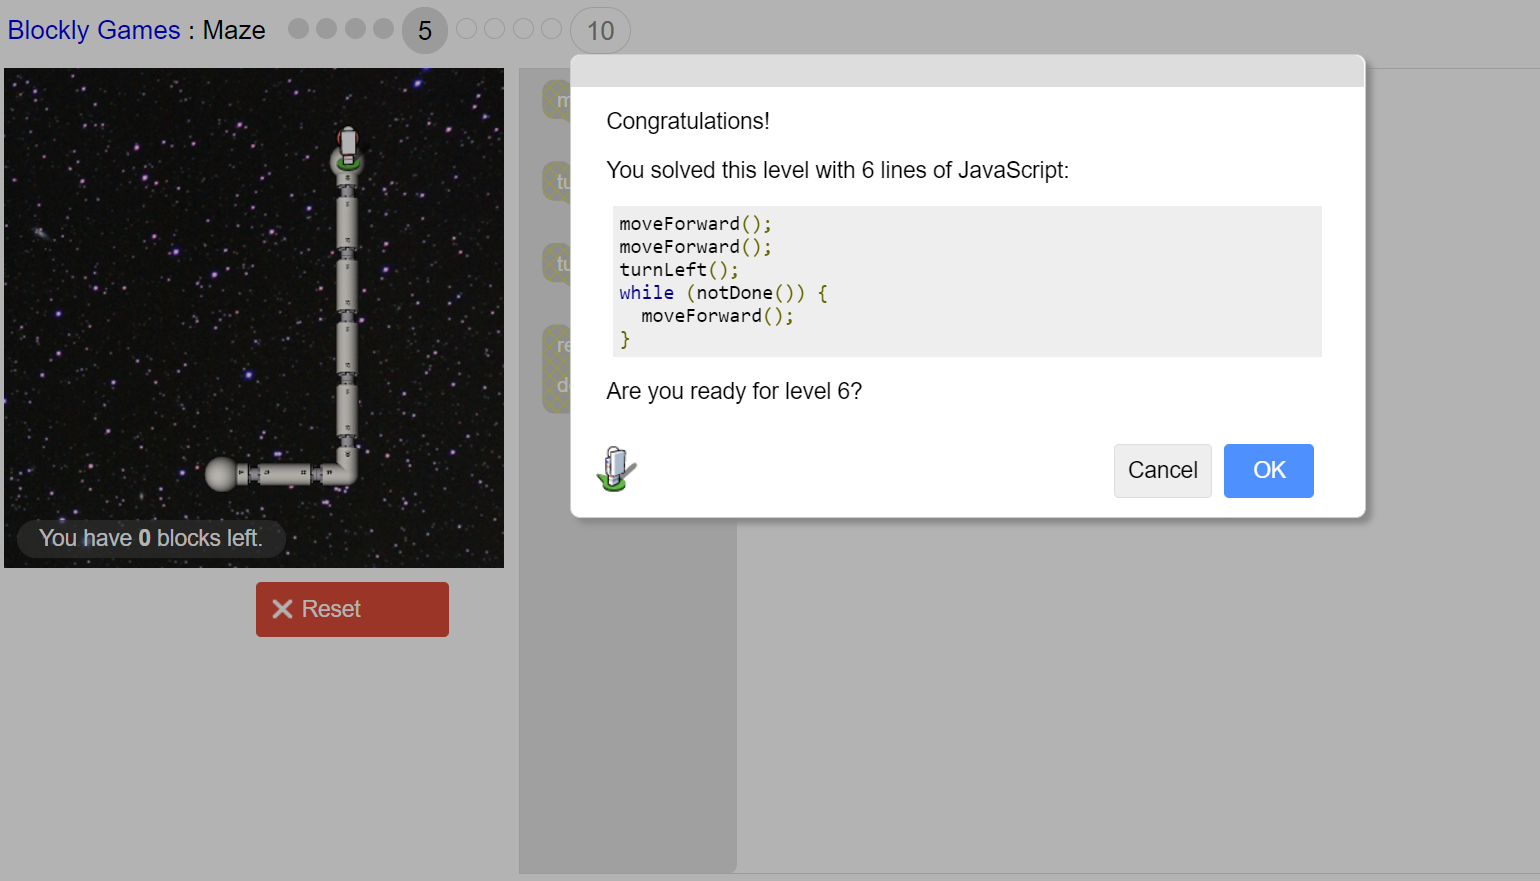 Blockly Games : Maze 5 10
Congratulations!
You solved this level with 6 lines of JavaScript:
moveForward();
moveForward();
turnLeft();
while (notDone()) {
  moveForward();
}
Are you ready for level 6?
Cancel OK
You have 0 blocks left.
Reset